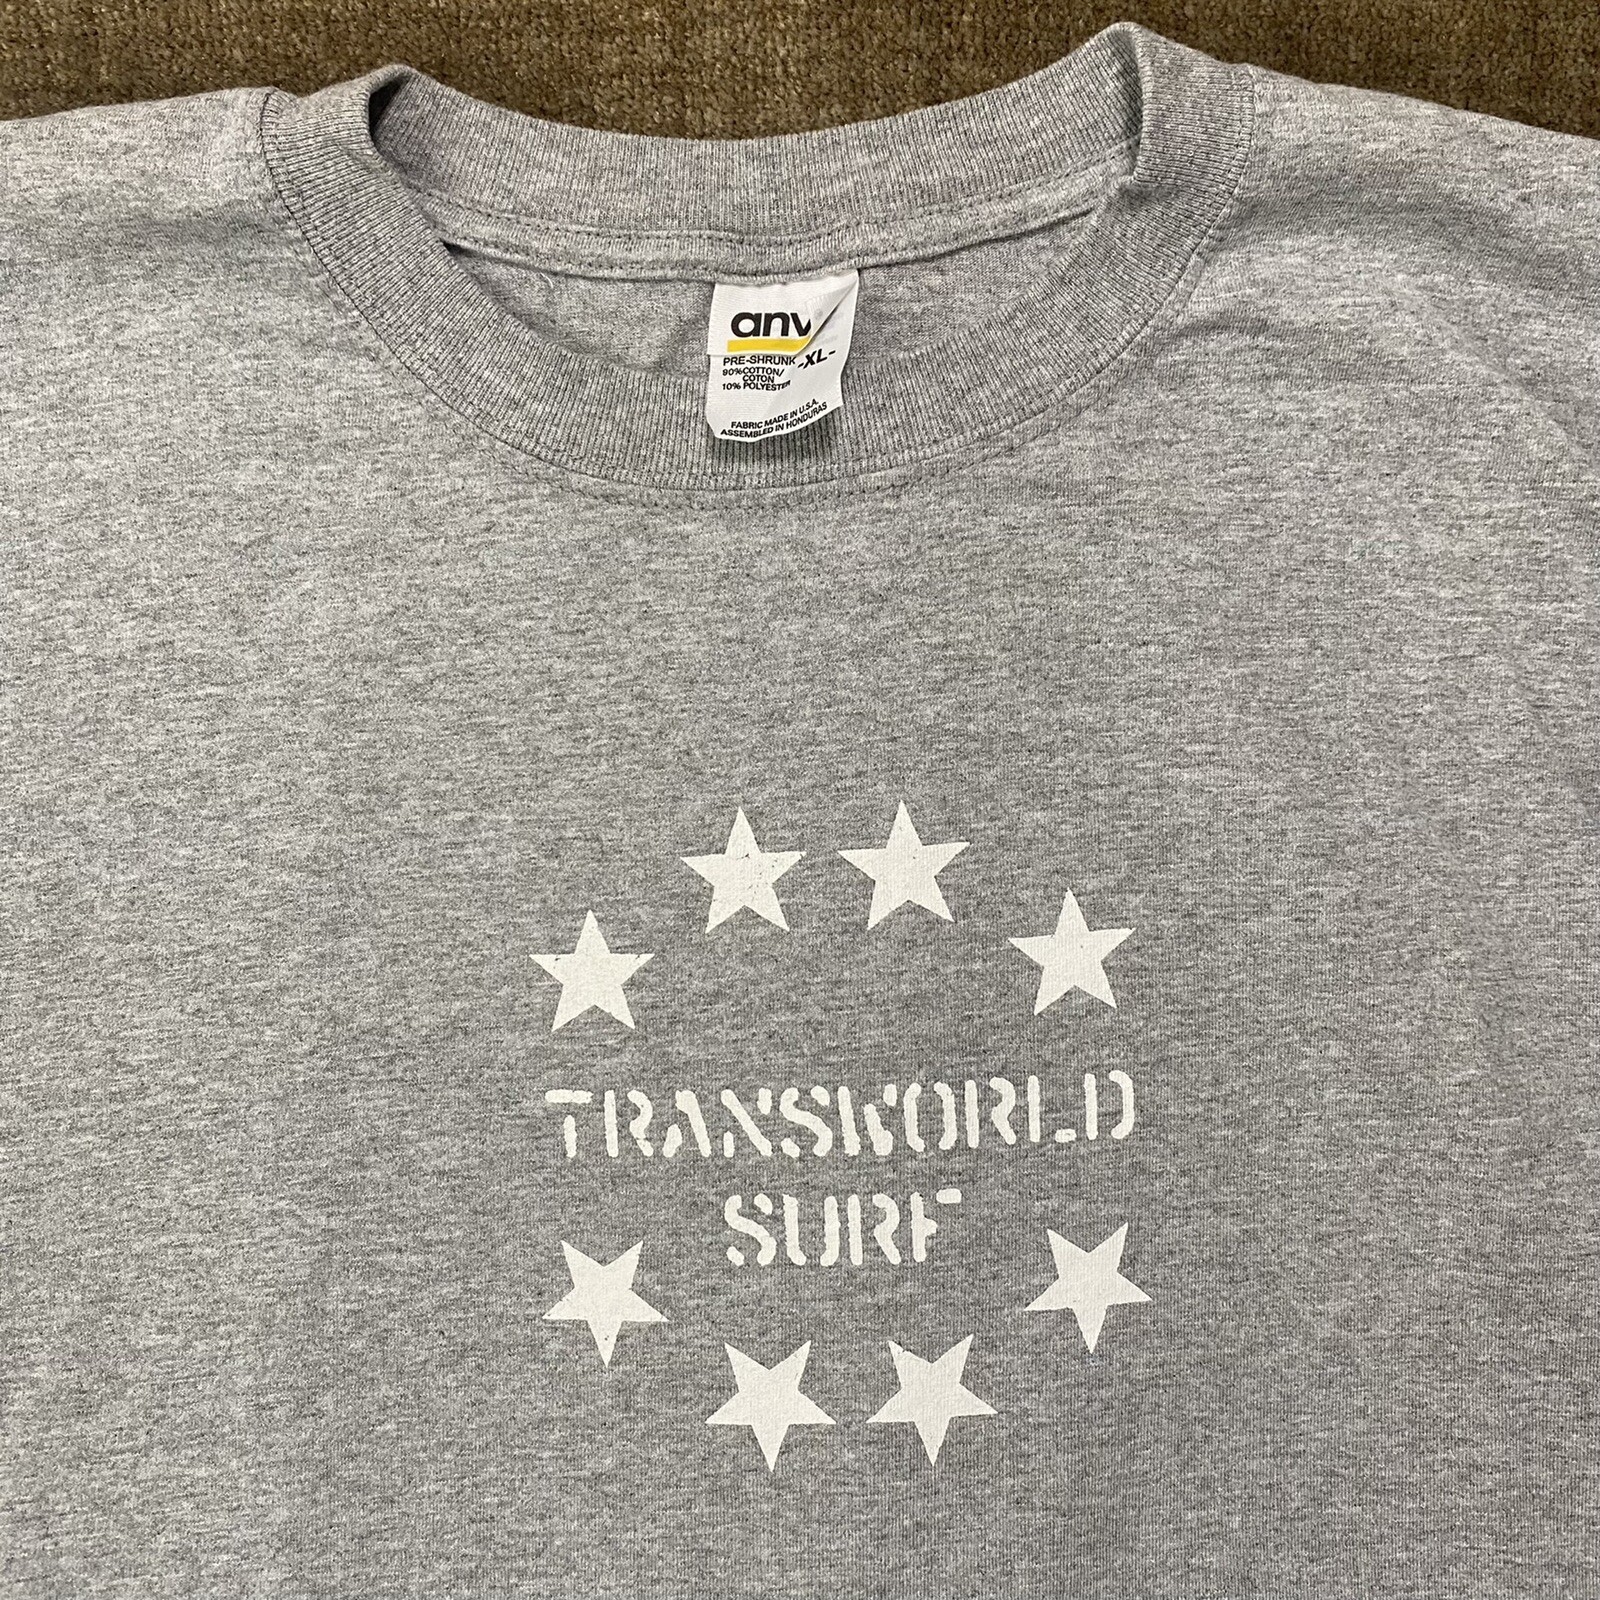 anv
PRE-SHRUNK
-XL-
90%COTTON/
COTON
10% POLYESTER
FABRIC MADE IN U.S.A.
ASSEMBLED IN HONDURAS
TRANSWORLD
SURF